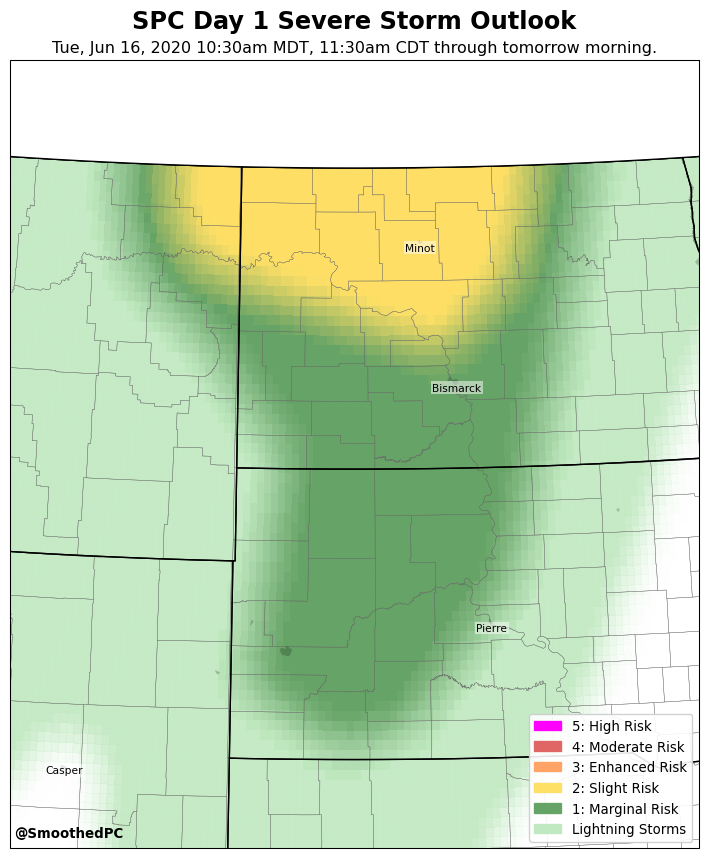 SPC Day 1 Severe Storm Outlook
Tue, Jun 16, 2020 10:30am MDT, 11:30am CDT through tomorrow morning.
Minot
Bismarck
Pierre
Casper
5: High Risk
4: Moderate Risk
3: Enhanced Risk
2: Slight Risk
1: Marginal Risk
Lightning Storms
@SmoothedPC